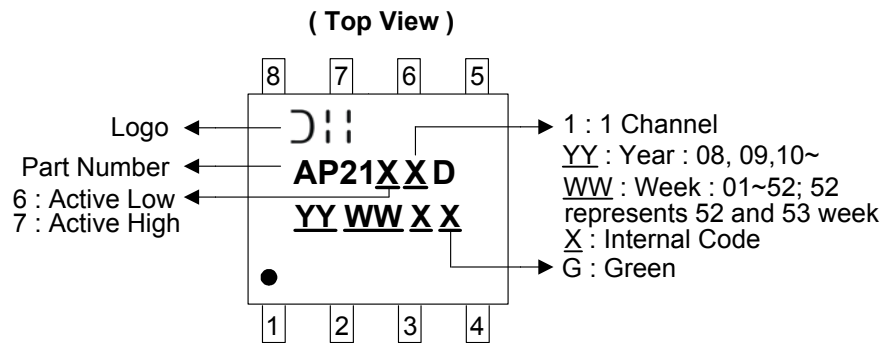 ( Top View )
8 7 6 5
Logo
Part Number
6 : Active Low
7 : Active High
AP21XXD
YY WW X X
1 : 1 Channel
YY : Year : 08, 09,10~
WW : Week : 01~52; 52
represents 52 and 53 week
X : Internal Code
G : Green
1 2 3 4